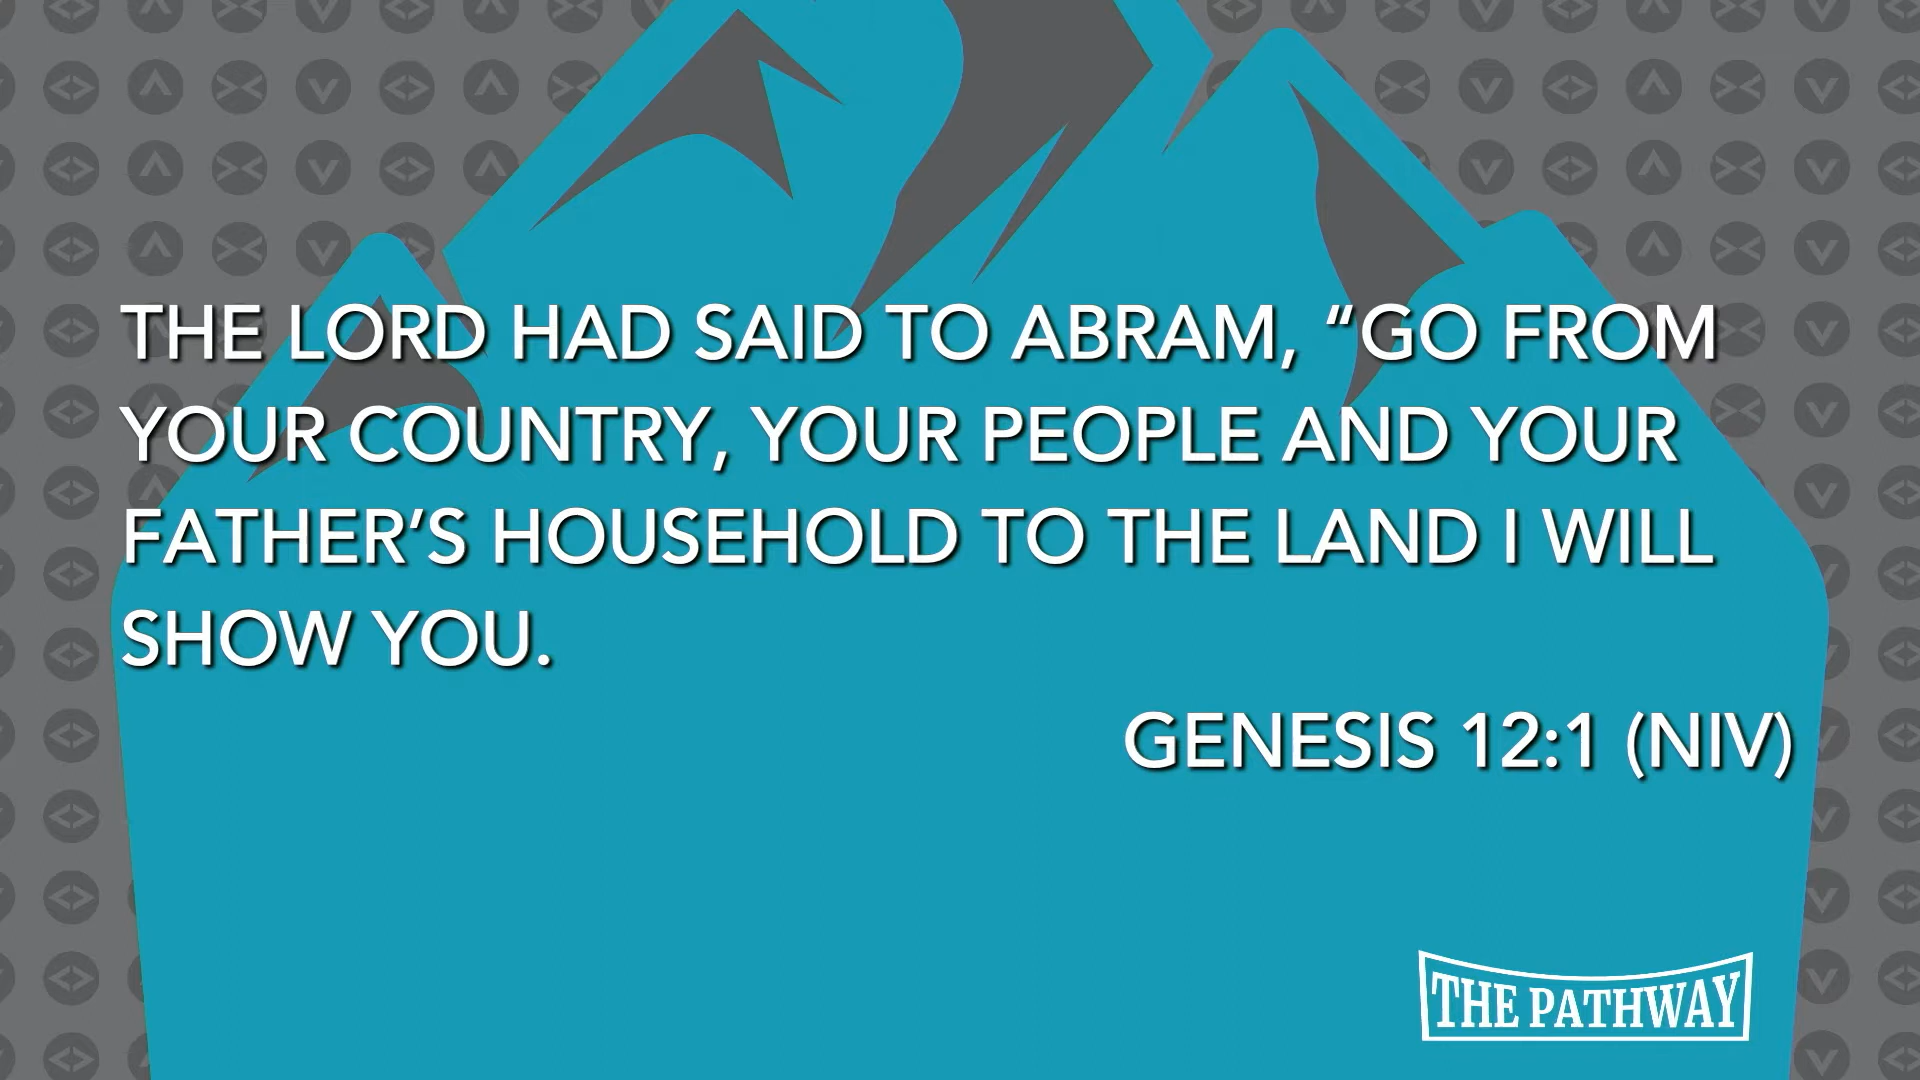 THE LORD HAD SAID TO ABRAM, “GO FROM
YOUR COUNTRY, YOUR PEOPLE AND YOUR
FATHER’S HOUSEHOLD TO THE LAND I WILL
SHOW YOU.
GENESIS 12:1 (NIV)
THE PATHWAY